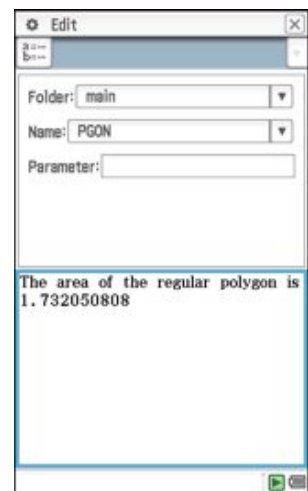 Edit
a=--
b=--
Folder: main
Name: PGON
Parameter:
The area of the regular polygon is
1.732050808